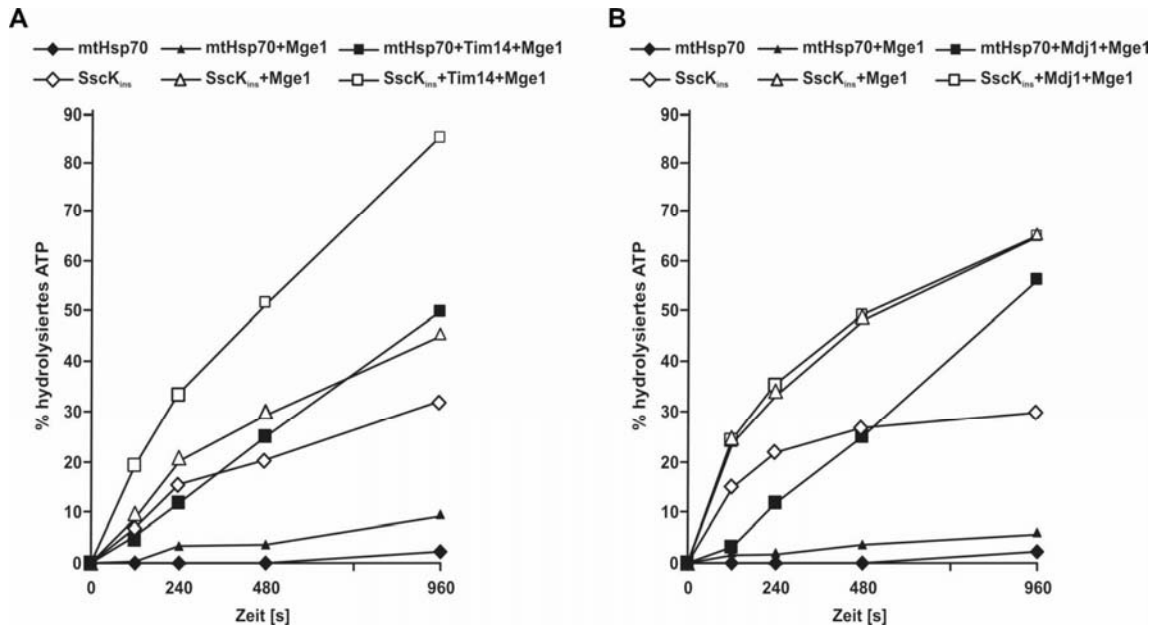 A
mtHsp70 mtHsp70+Mge1 mtHsp70+Tim14+Mge1
SscKins SscKins+Mge1 SscKins+Tim14+Mge1
90
80
70
60
50
40
30
20
10
0
% hydrolysiertes ATP
0 240 480 960
Zeit [s]
B
mtHsp70 mtHsp70+Mge1 mtHsp70+Mdj1+Mge1
SscKins SscKins+Mge1 SscKins+Mdj1+Mge1
90
80
70
60
50
40
30
20
10
0
% hydrolysiertes ATP
0 240 480 960
Zeit [s]